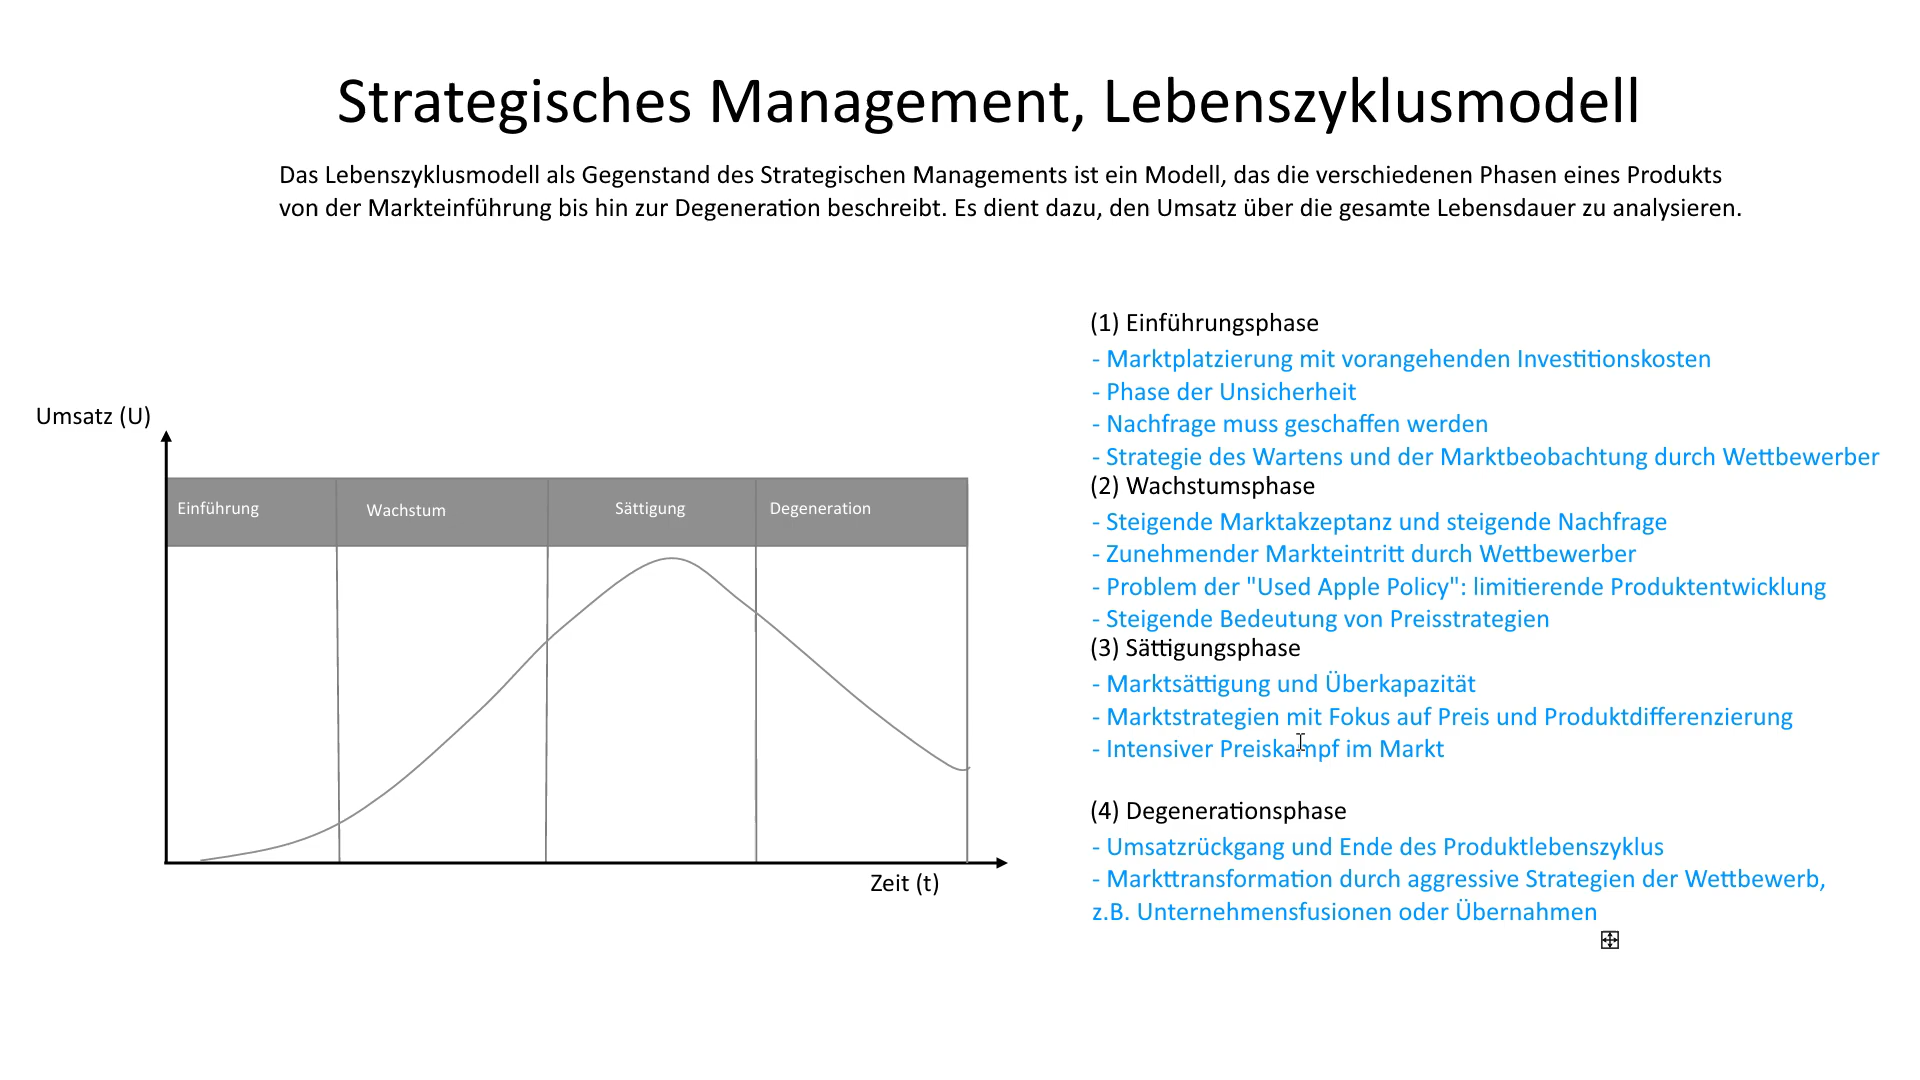 Strategisches Management, Lebenszyklusmodell
Das Lebenszyklusmodell als Gegenstand des Strategischen Managements ist ein Modell, das die verschiedenen Phasen eines Produkts
von der Markteinführung bis hin zur Degeneration beschreibt. Es dient dazu, den Umsatz über die gesamte Lebensdauer zu analysieren.
Umsatz (U)
Einführung
Wachstum
Sättigung
Degeneration
Zeit (t)
(1) Einführungsphase
- Marktplatzierung mit vorangehenden Investitionskosten
- Phase der Unsicherheit
- Nachfrage muss geschaffen werden
- Strategie des Wartens und der Marktbeobachtung durch Wettbewerber
(2) Wachstumsphase
- Steigende Marktakzeptanz und steigende Nachfrage
- Zunehmender Markteintritt durch Wettbewerber
- Problem der "Used Apple Policy": limitierende Produktentwicklung
- Steigende Bedeutung von Preisstrategien
(3) Sättigungsphase
- Marktsättigung und Überkapazität
- Marktstrategien mit Fokus auf Preis und Produktdifferenzierung
- Intensiver Preiskampf im Markt
(4) Degenerationsphase
- Umsatzrückgang und Ende des Produktlebenszyklus
- Markttransformation durch aggressive Strategien der Wettbewerb,
z.B. Unternehmensfusionen oder Übernahmen